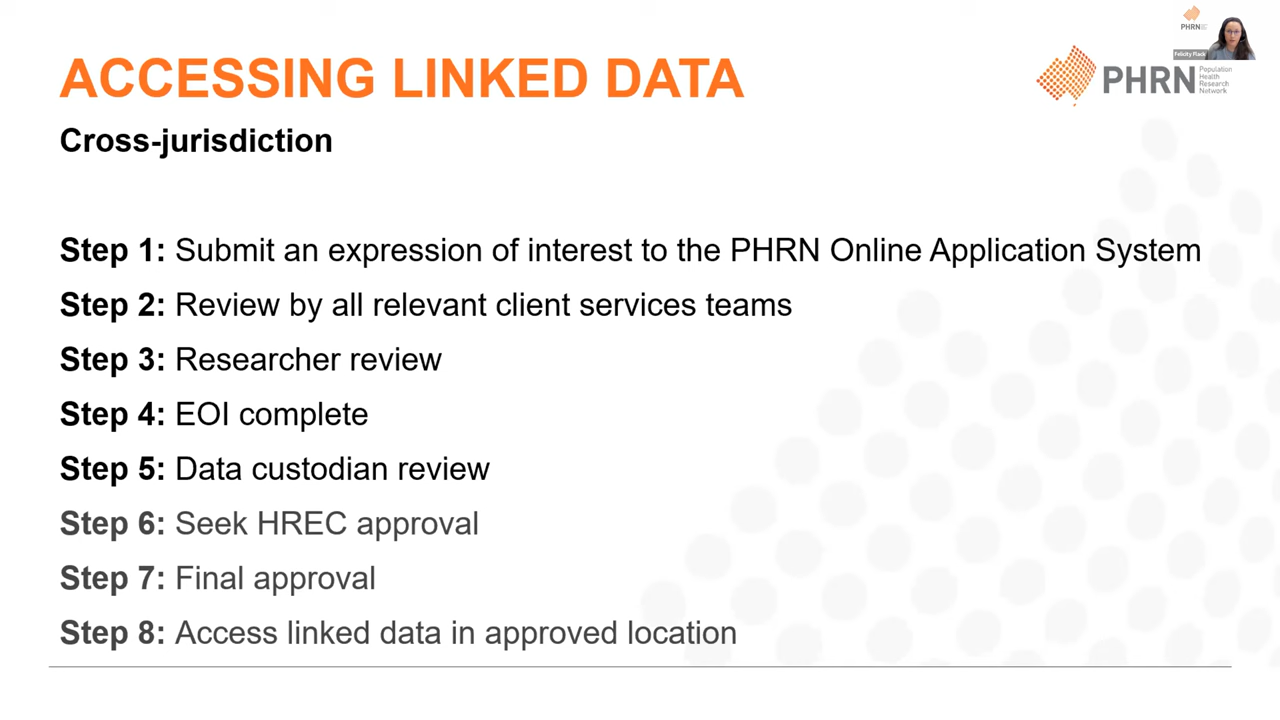 PHRN
Felicity Flack
ACCESSING LINKED DATA
PHRN
Population
Health
Research
Network
Cross-jurisdiction
Step 1: Submit an expression of interest to the PHRN Online Application System
Step 2: Review by all relevant client services teams
Step 3: Researcher review
Step 4: EOI complete
Step 5: Data custodian review
Step 6: Seek HREC approval
Step 7: Final approval
Step 8: Access linked data in approved location